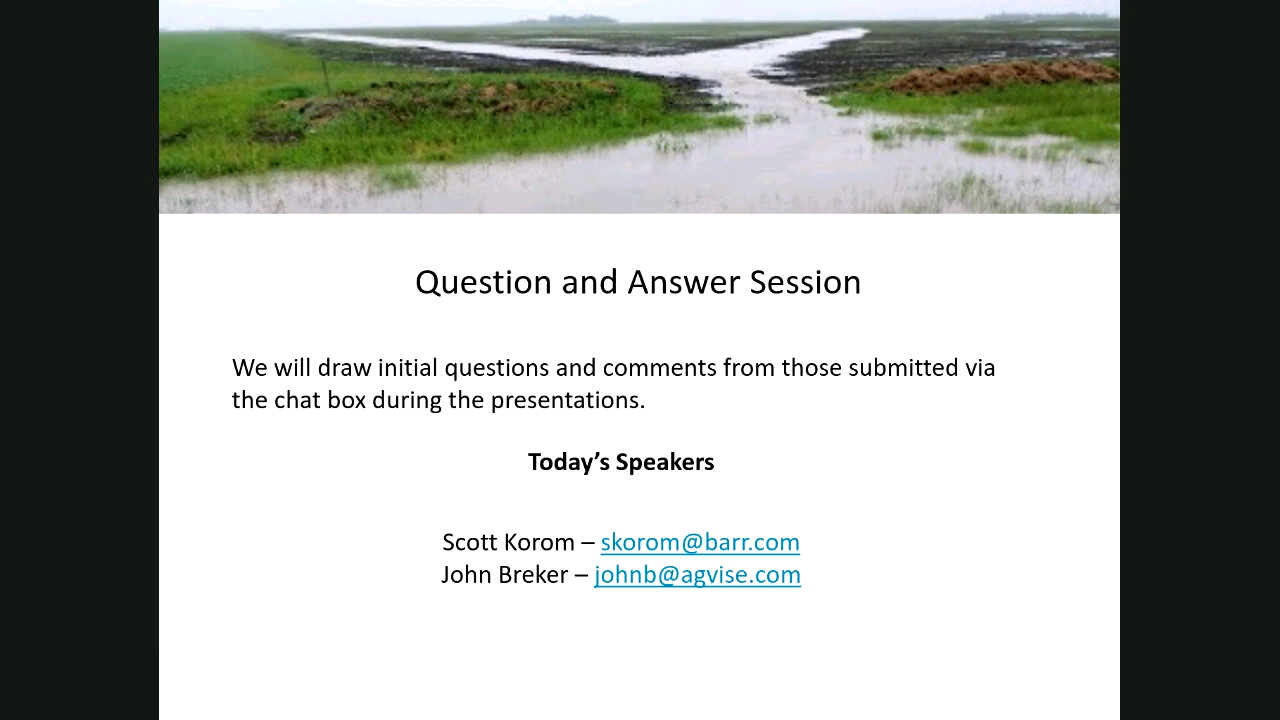 Question and Answer Session
We will draw initial questions and comments from those submitted via
the chat box during the presentations.
Today’s Speakers
Scott Korom – skorom@barr.com
John Breker – johnb@agvise.com